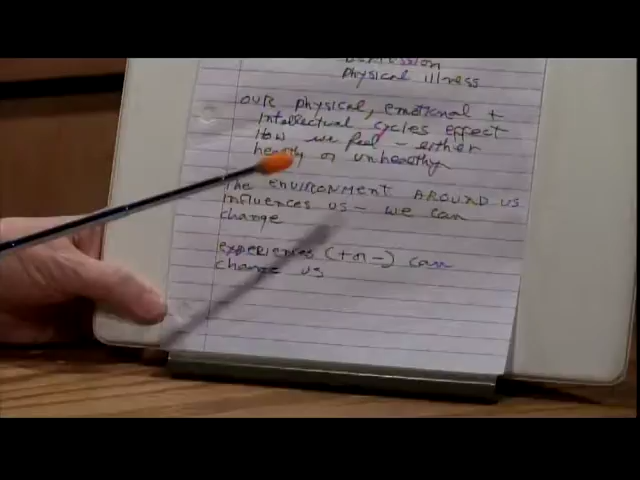 Depression
Physical illness
OUR physical, emotional +
Intellectual cycles effect
How we feel - either
healthy or unhealthy
The ENVIRONMENT AROUND US
influences us - we can
change
experiences (+ or -) can
change us